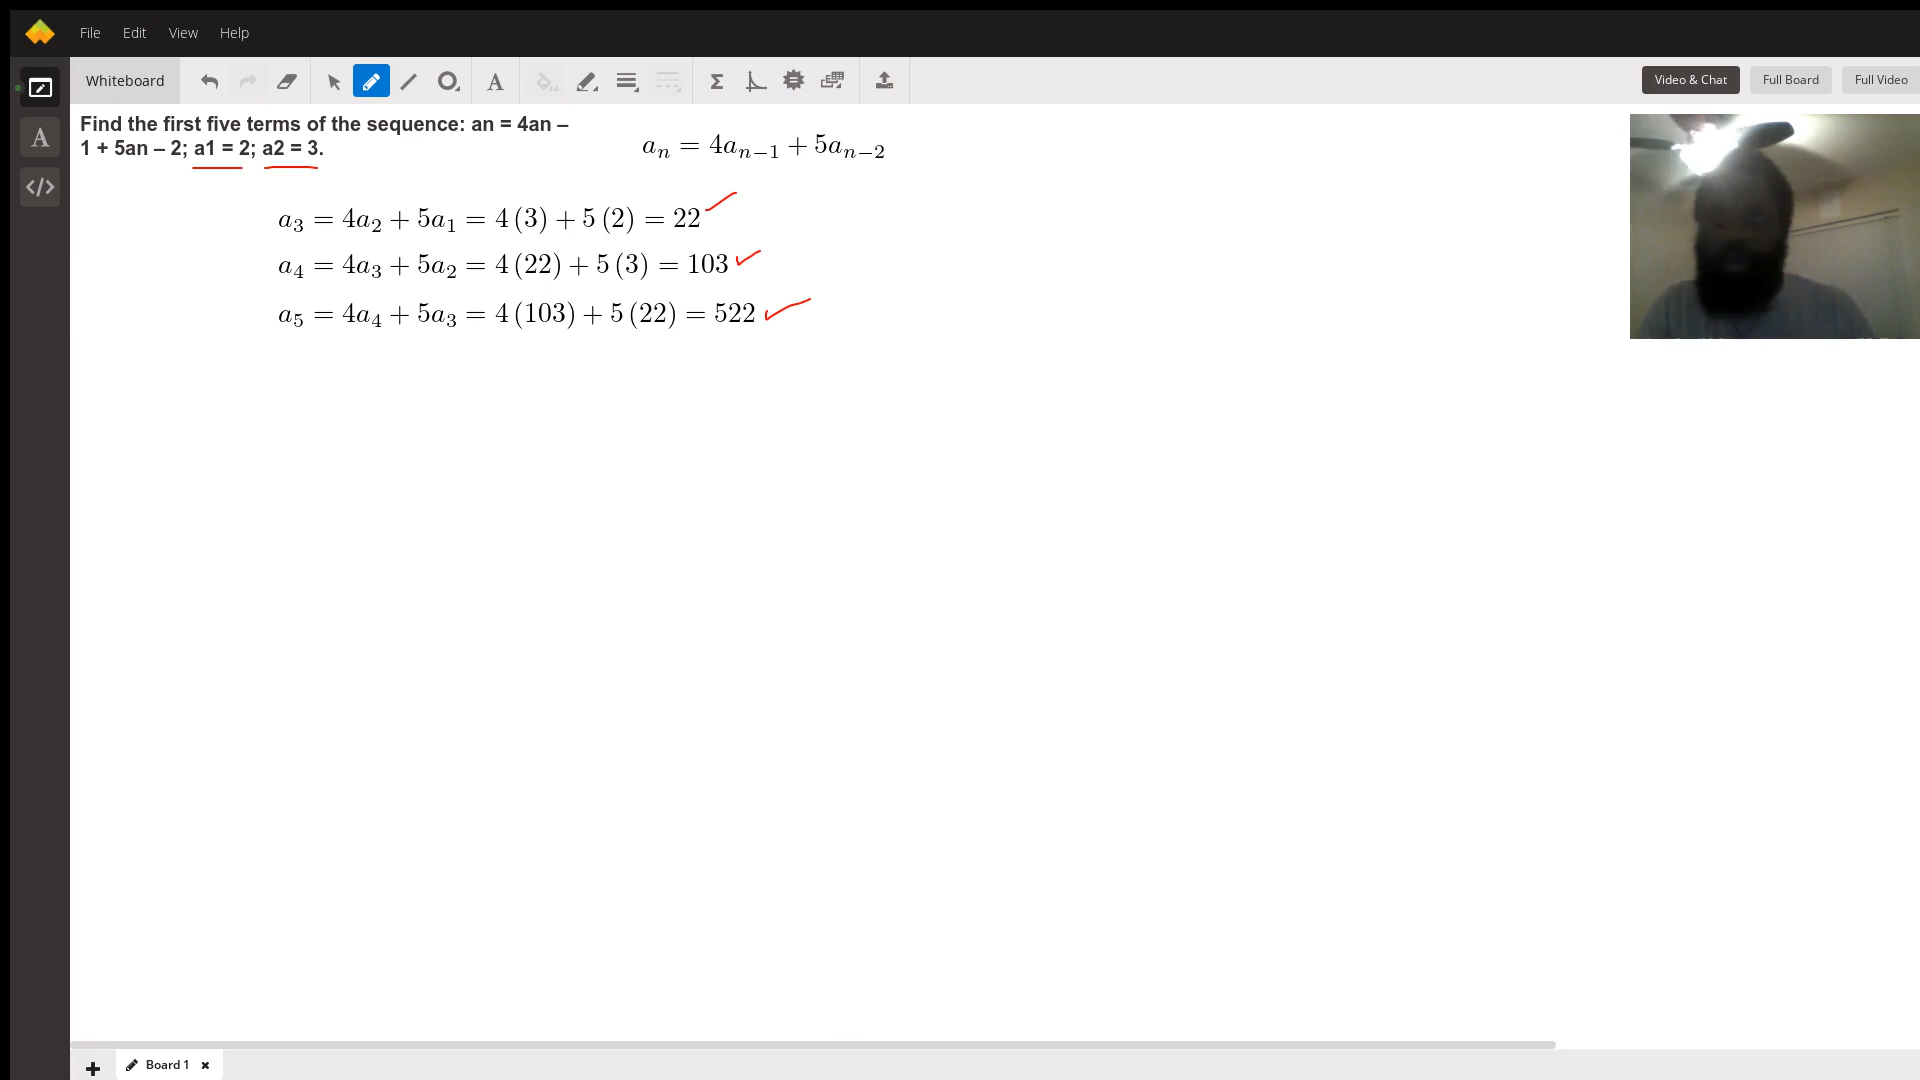 File Edit View Help
Whiteboard A Σ Video & Chat Full Board Full Video
A
</>
Find the first five terms of the sequence: an = 4an –
1 + 5an – 2; a1 = 2; a2 = 3.
aₙ = 4aₙ₋₁ + 5aₙ₋₂
a₃ = 4a₂ + 5a₁ = 4 (3) + 5 (2) = 22
a₄ = 4a₃ + 5a₂ = 4 (22) + 5 (3) = 103
a₅ = 4a₄ + 5a₃ = 4 (103) + 5 (22) = 522
Board 1